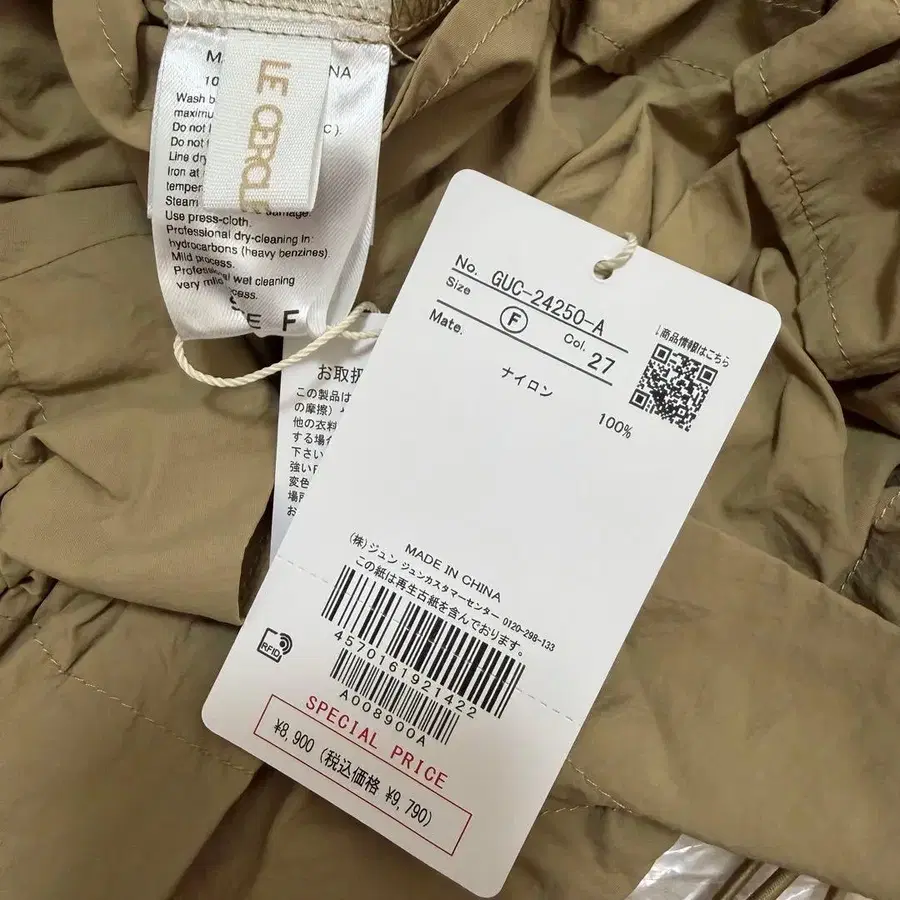 LE CERCLE
Wash
maximu
Do not
Do not
Line dry
Iron at
temper
Steam damage.
Use press-cloth.
Professional dry-cleaning in:
hydrocarbons (heavy benzines).
Mild process.
Professional wet cleaning
very mild process.
F
お取扱
この製品は
の摩擦)
他の衣料
する場合
下さい
強い
変色
場所
お
No. GUC-24250-A
Size F Col. 27
Mate.
ナイロン
100%
↓商品情報はこちら
MADE IN CHINA
(株)ジュン ジュンカスタマーセンター 0120-298-133
この紙は再生古紙を含んでおります。
4570161921422
A008900A
RFID
SPECIAL PRICE
¥8,900 (税込価格 ¥9,790)